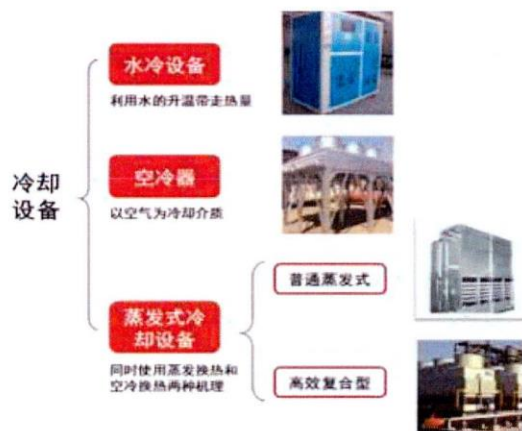 水冷设备
利用水的升温带走热量
空冷器
以空气为冷却介质
冷却
设备
普通蒸发式
蒸发式冷
却设备
同时使用蒸发换热和
空冷换热两种机理
高效复合型